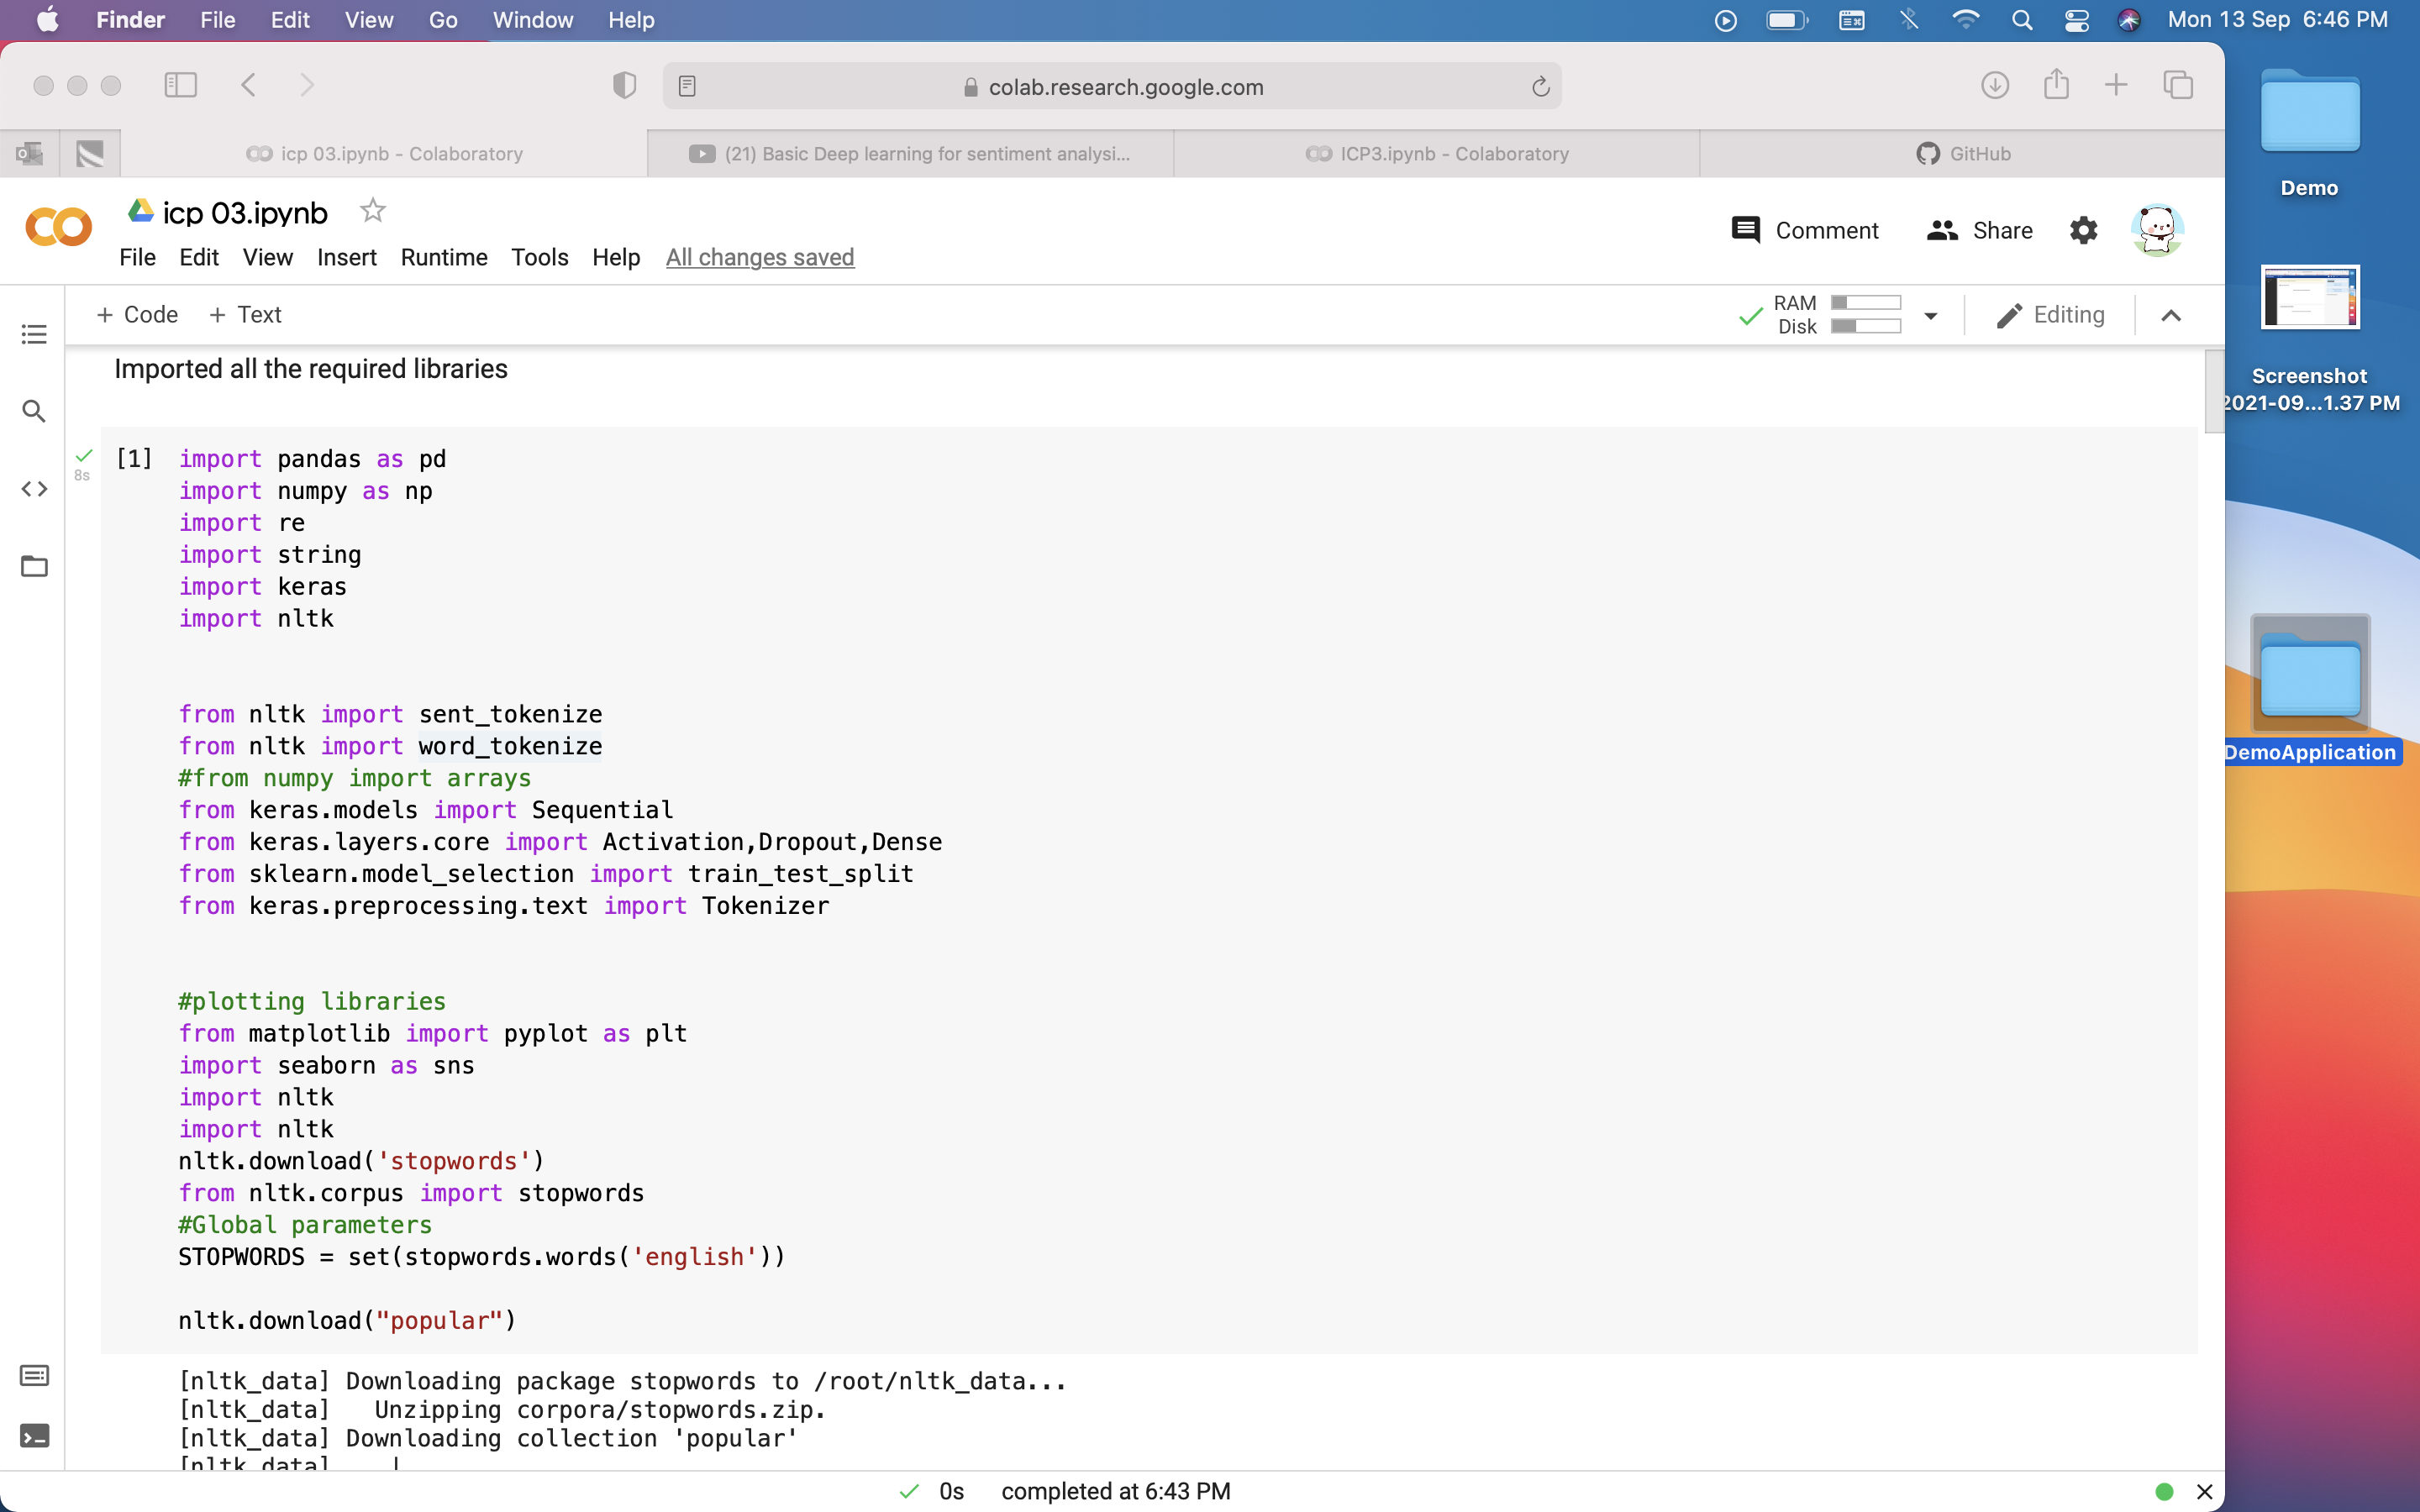 Finder File Edit View Go Window Help Mon 13 Sep 6:46 PM
colab.research.google.com
icp 03.ipynb - Colaboratory (21) Basic Deep learning for sentiment analysi... ICP3.ipynb - Colaboratory GitHub
icp 03.ipynb
Comment Share
File Edit View Insert Runtime Tools Help All changes saved
+ Code + Text RAM Disk Editing
Imported all the required libraries
8s
[1] import pandas as pd
import numpy as np
import re
import string
import keras
import nltk
from nltk import sent_tokenize
from nltk import word_tokenize
#from numpy import arrays
from keras.models import Sequential
from keras.layers.core import Activation,Dropout,Dense
from sklearn.model_selection import train_test_split
from keras.preprocessing.text import Tokenizer
#plotting libraries
from matplotlib import pyplot as plt
import seaborn as sns
import nltk
import nltk
nltk.download('stopwords')
from nltk.corpus import stopwords
#Global parameters
STOPWORDS = set(stopwords.words('english'))
nltk.download("popular")
[nltk_data] Downloading package stopwords to /root/nltk_data...
[nltk_data]   Unzipping corpora/stopwords.zip.
[nltk_data] Downloading collection 'popular'
[nltk_data]    |
0s completed at 6:43 PM
Demo
Screenshot
2021-09...1.37 PM
DemoApplication